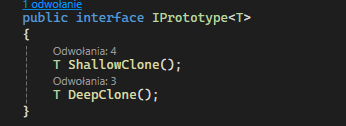 1 odwołanie
public interface IPrototype<T>
{
Odwołania: 4
T ShallowClone();
Odwołania: 3
T DeepClone();
}